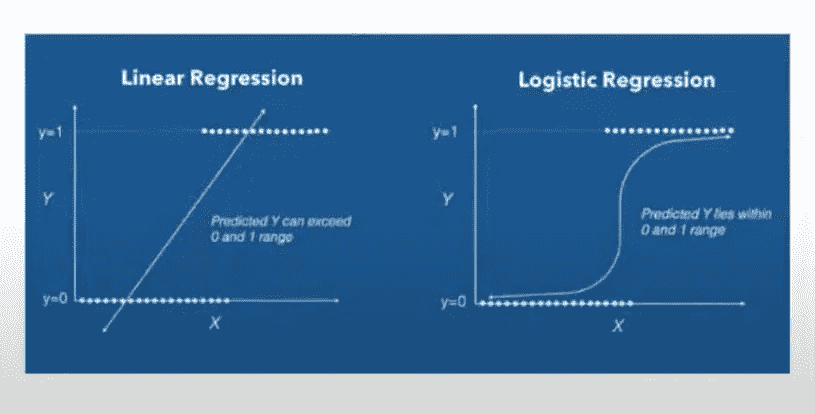 Linear Regression
y=1
Y
Predicted Y can exceed
0 and 1 range
y=0
X
Logistic Regression
y=1
Y
Predicted Y lies within
0 and 1 range
y=0
X